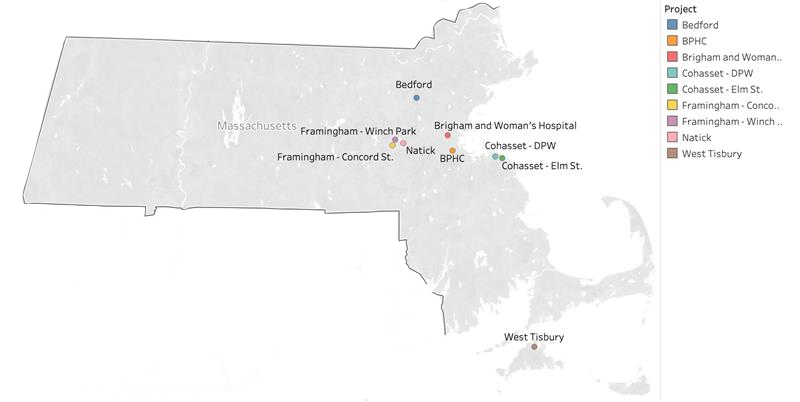 Project
Bedford
BPHC
Brigham and Woman..
Cohasset - DPW
Cohasset - Elm St.
Framingham - Conco..
Framingham - Winch ..
Natick
West Tisbury
Bedford
Massachusetts
Framingham - Winch Park
Brigham and Woman's Hospital
Framingham - Concord St.
Natick
BPHC
Cohasset - DPW
Cohasset - Elm St.
West Tisbury